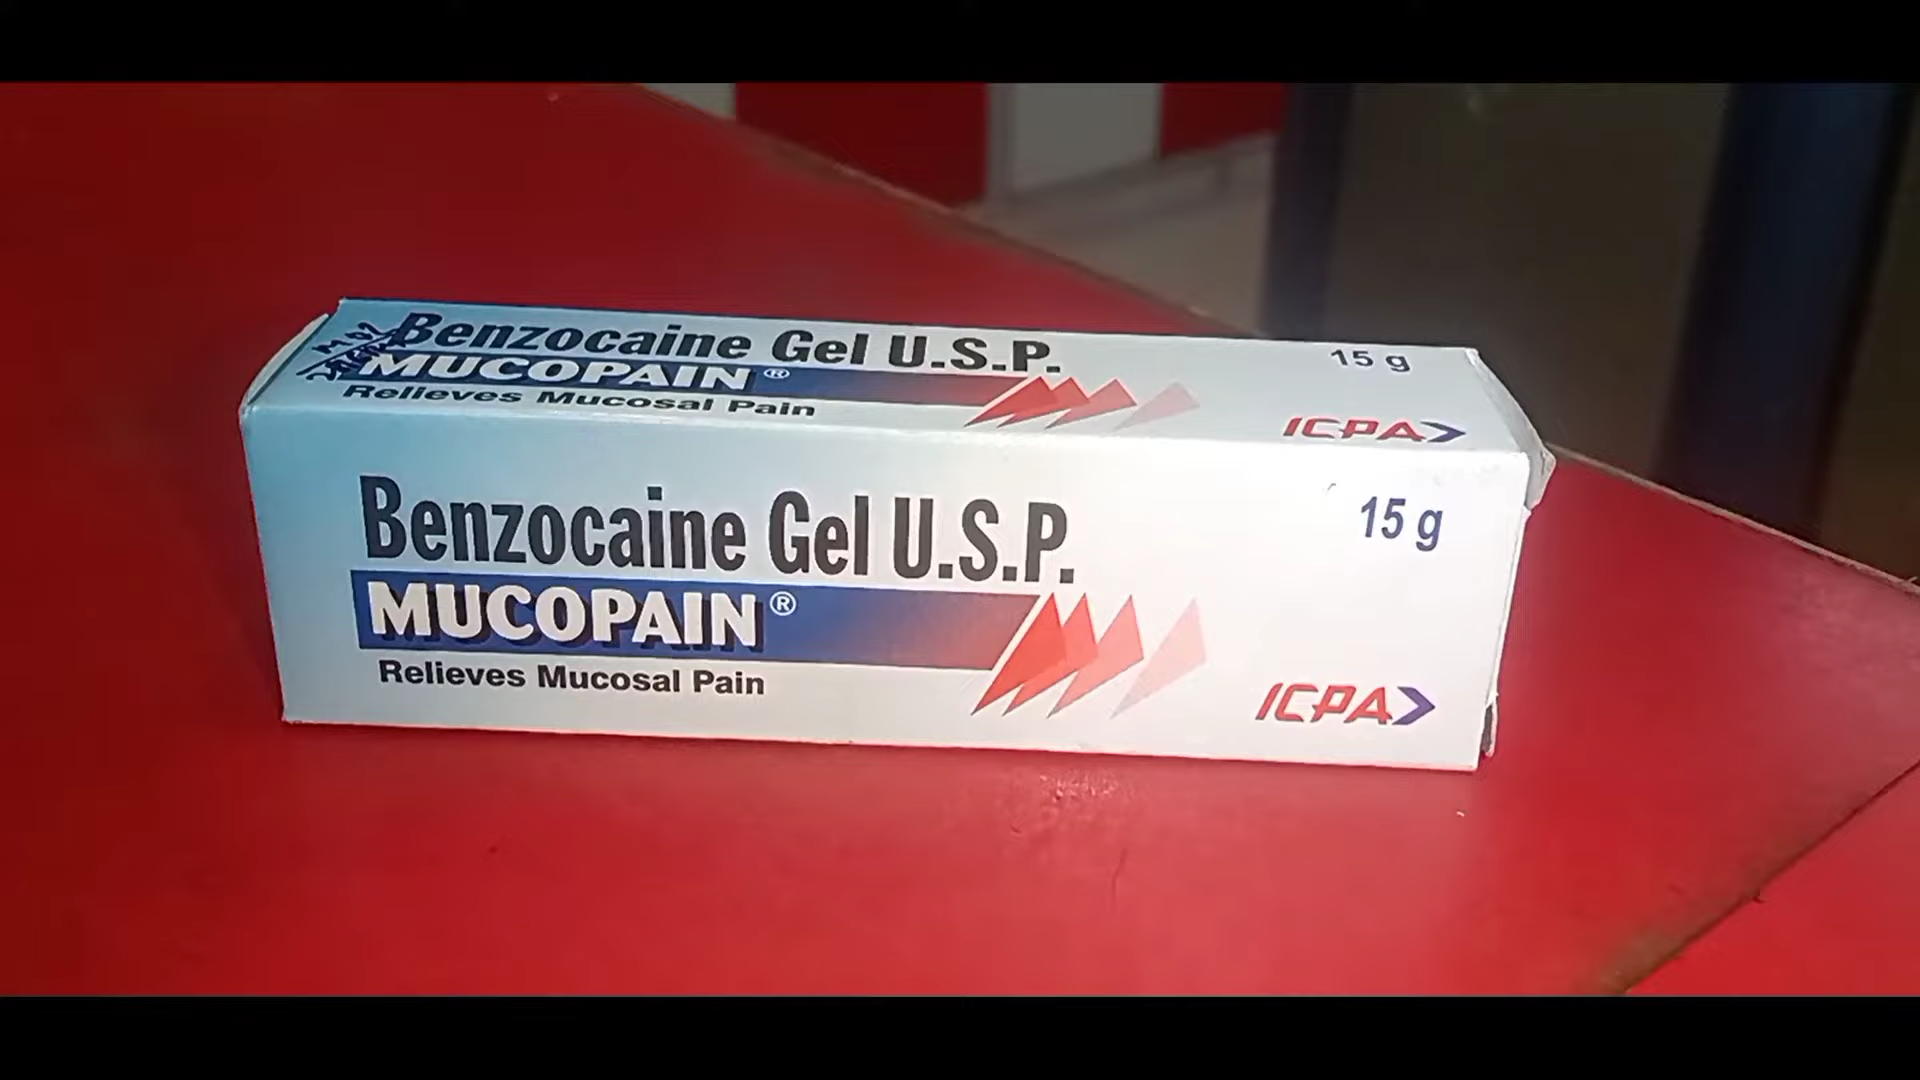 Benzocaine Gel U.S.P.
15 g
MUCOPAIN®
Relieves Mucosal Pain
ICPA
Benzocaine Gel U.S.P.
15 g
MUCOPAIN®
Relieves Mucosal Pain
ICPA